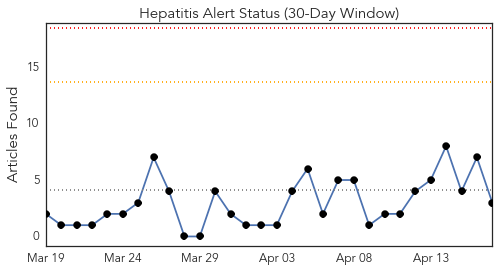 Hepatitis Alert Status (30-Day Window)
Articles Found
15
10
5
0
Mar 19
Mar 24
Mar 29
Apr 03
Apr 08
Apr 13